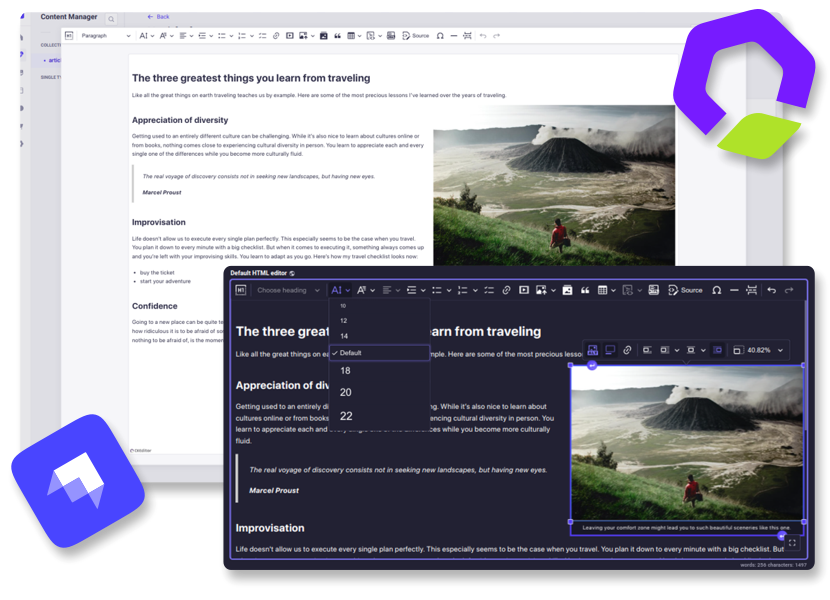 Content Manager
Back
COLLECT
artic
SINGLE T
Paragraph
Source
The three greatest things you learn from traveling
Like all the great things on earth traveling teaches us by example. Here are some of the most precious lessons I've learned over the years of traveling.
Appreciation of diversity
Getting used to an entirely different culture can be challenging. While it's also nice to learn about cultures online or
from books, nothing comes close to experiencing cultural diversity in person. You learn to appreciate each and every
single one of the differences while you become more culturally fluid.
The real voyage of discovery consists not in seeking new landscapes, but having new eyes.
Marcel Proust
Improvisation
Life doesn't allow us to execute every single plan perfectly. This especially seems to be the case when you travel.
You plan it down to every minute with a big checklist. But when it comes to executing it, something always comes up
and you're left with your improvising skills. You learn to adapt as you go. Here's how my travel checklist looks now:
buy the ticket
start your adventure
Confidence
Going to a new place can be quite te
how ridiculous it is to be afraid of so
nothing to be afraid of, is the momen
Default HTML editor
H1
Choose heading
Source
10
12
14
Default
18
20
22
The three great
arn from traveling
Like all the great things on ea
mple. Here are some of the most precious lesso
40.82%
Appreciation of div
Getting used to an entirely di
ng. While it's also nice to learn about
cultures online or from books
encing cultural diversity in person. You
learn to appreciate each and every single one of the differences while you become more culturally
fluid.
The real voyage of discovery consists not in seeking new landscapes, but having new eyes.
Marcel Proust
Leaving your comfort zone might lead you to such beautiful sceneries like this one.
Improvisation
Life doesn't allow us to execute every single plan perfectly. This especially seems to be the case when you travel. You plan it down to every minute with a big checklist. But
words: 256 characters: 1497